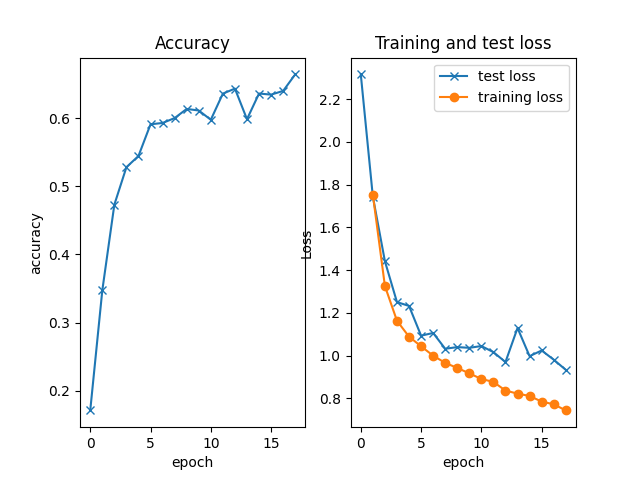 Accuracy
accuracy
0.6
0.5
0.4
0.3
0.2
0 5 10 15
epoch
Training and test loss
test loss
training loss
Loss
2.2
2.0
1.8
1.6
1.4
1.2
1.0
0.8
0 5 10 15
epoch